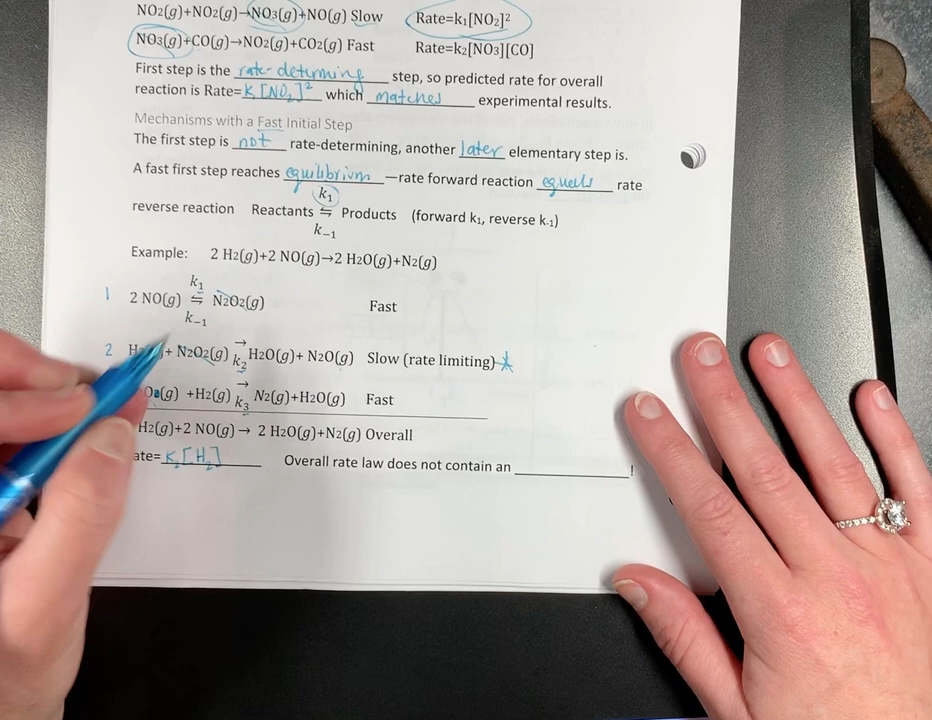 NO2(g)+NO2(g)→NO3(g)+NO(g) Slow Rate=k1[NO2]²
NO3(g)+CO(g)→NO2(g)+CO2(g) Fast Rate=k2[NO3][CO]
First step is the rate-determining step, so predicted rate for overall
reaction is Rate=K1[NO2]² which matches experimental results.
Mechanisms with a Fast Initial Step
The first step is not rate-determining, another later elementary step is.
A fast first step reaches equilibrium—rate forward reaction equals rate
k1
reverse reaction Reactants ⇋ Products (forward k1, reverse k-1)
k−1
Example: 2 H2(g)+2 NO(g)→2 H2O(g)+N2(g)
k1
1 2 NO(g) ⇋ N2O2(g) Fast
k−1
2 + N2O2(g) →k2 H2O(g)+ N2O(g) Slow (rate limiting)
(g) +H2(g) →k3 N2(g)+H2O(g) Fast
H2(g)+2 NO(g)→ 2 H2O(g)+N2(g) Overall
ate=K2[H2] Overall rate law does not contain an !